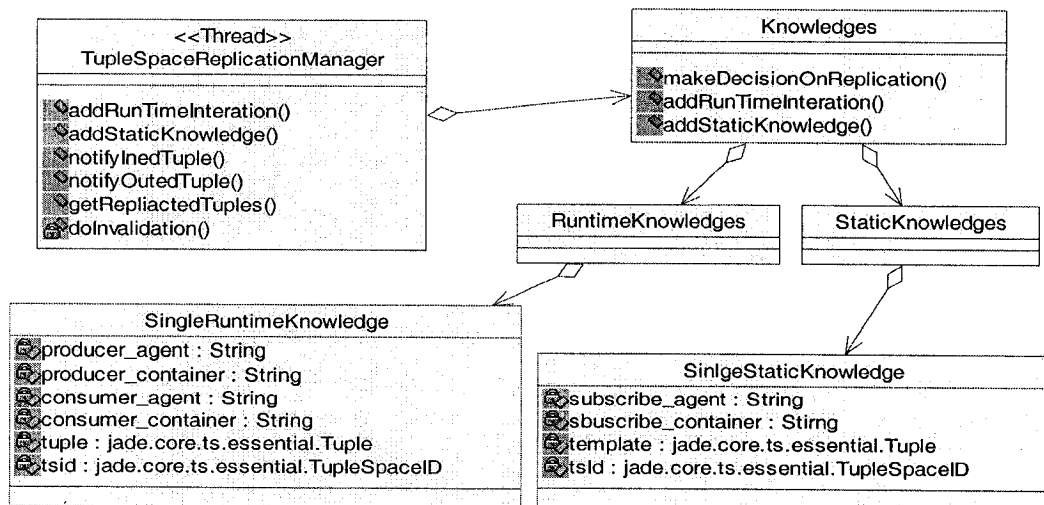 <<Thread>>
TupleSpaceReplicationManager
addRunTimeInteration()
addStaticKnowledge()
notifyInedTuple()
notifyOutedTuple()
getRepliactedTuples()
doInvalidation()
Knowledges
makeDecisionOnReplication()
addRunTimeInteration()
addStaticKnowledge()
RuntimeKnowledges
StaticKnowledges
SingleRuntimeKnowledge
producer_agent : String
producer_container : String
consumer_agent : String
consumer_container : String
tuple : jade.core.ts.essential.Tuple
tsid : jade.core.ts.essential.TupleSpaceID
SinlgeStaticKnowledge
subscribe_agent : String
sbuscribe_container : Stirng
template : jade.core.ts.essential.Tuple
tsId : jade.core.ts.essential.TupleSpaceID